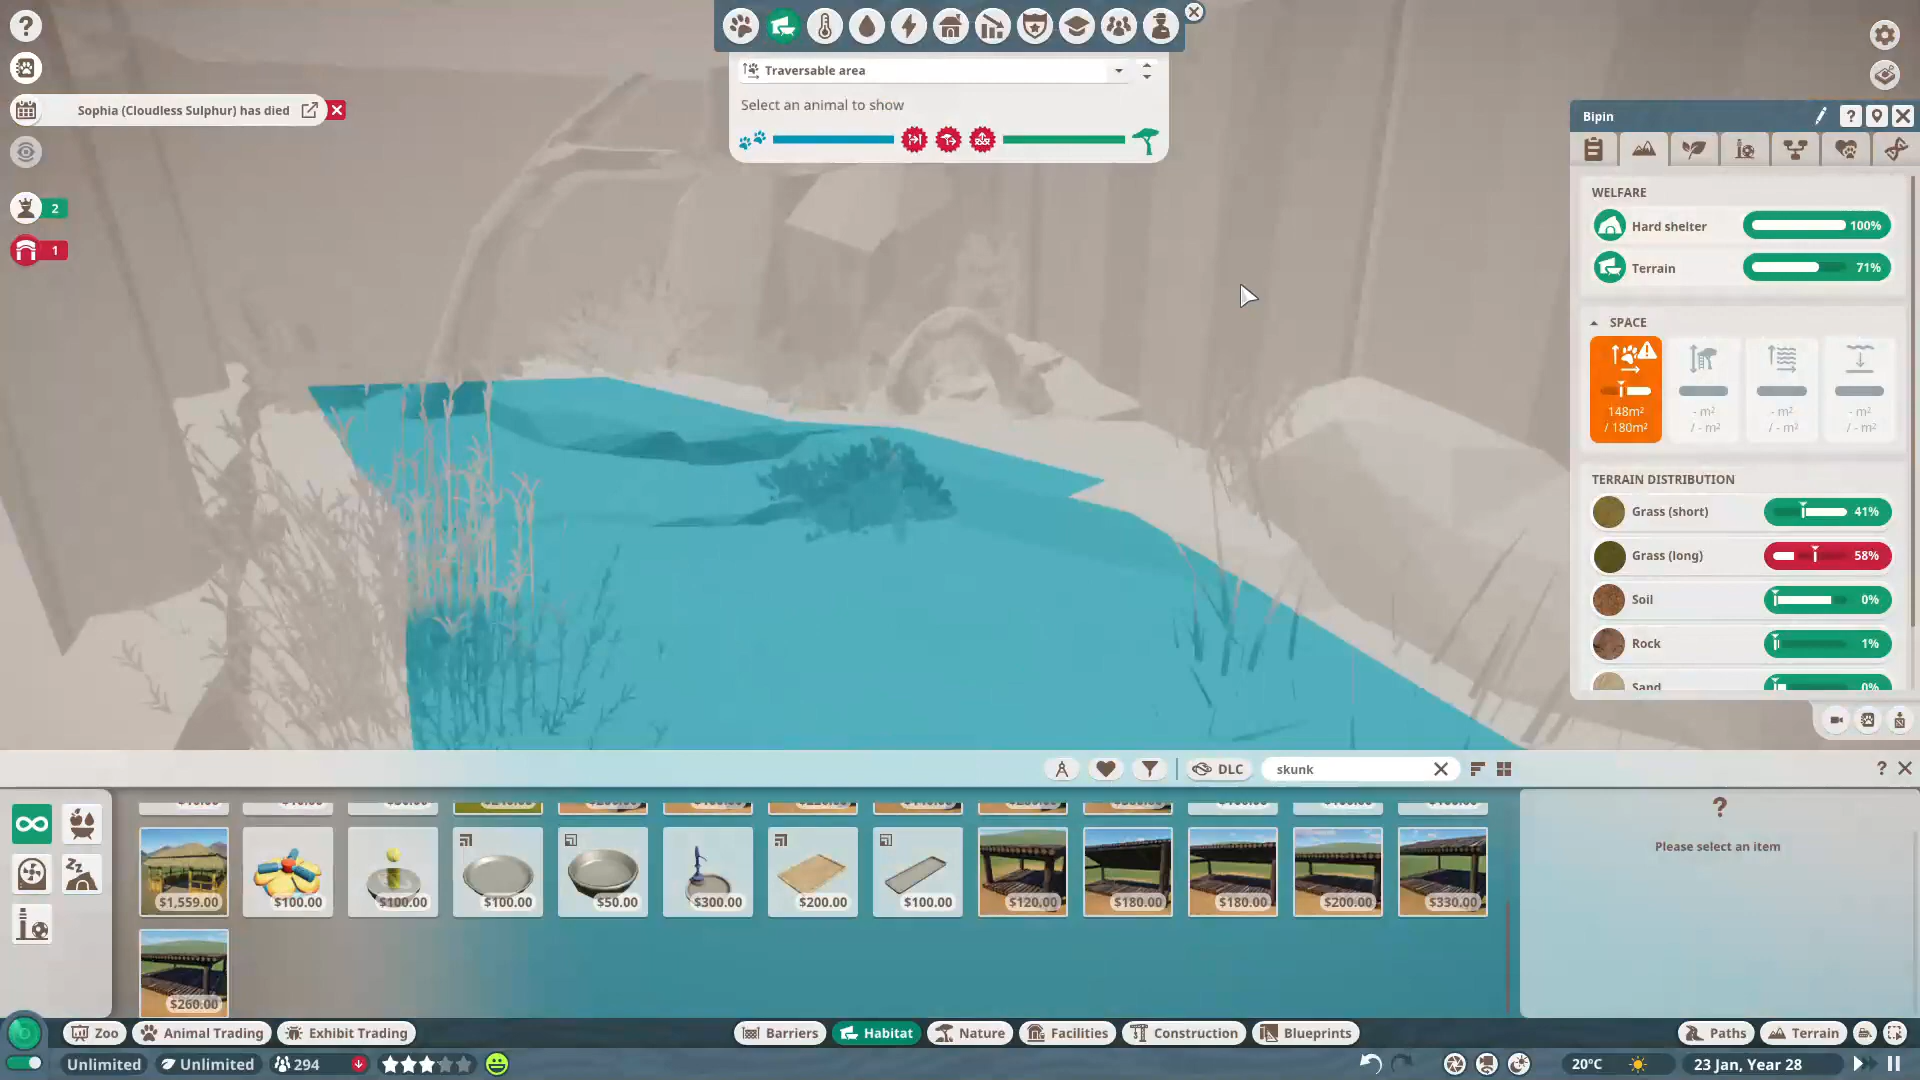 Traversable area
Select an animal to show
Sophia (Cloudless Sulphur) has died
2
1
Bipin
WELFARE
Hard shelter 100%
Terrain 71%
SPACE
148m² / 180m²
- m² / - m²
- m² / - m²
- m² / - m²
TERRAIN DISTRIBUTION
Grass (short) 41%
Grass (long) 58%
Soil 0%
Rock 1%
Sand 0%
DLC
skunk
$1,559.00 $100.00 $100.00 $100.00 $50.00 $300.00 $200.00 $100.00 $120.00 $180.00 $180.00 $200.00 $330.00
$260.00
?
Please select an item
Zoo Animal Trading Exhibit Trading Barriers Habitat Nature Facilities Construction Blueprints Paths Terrain
Unlimited Unlimited 294 20°C 23 Jan, Year 28